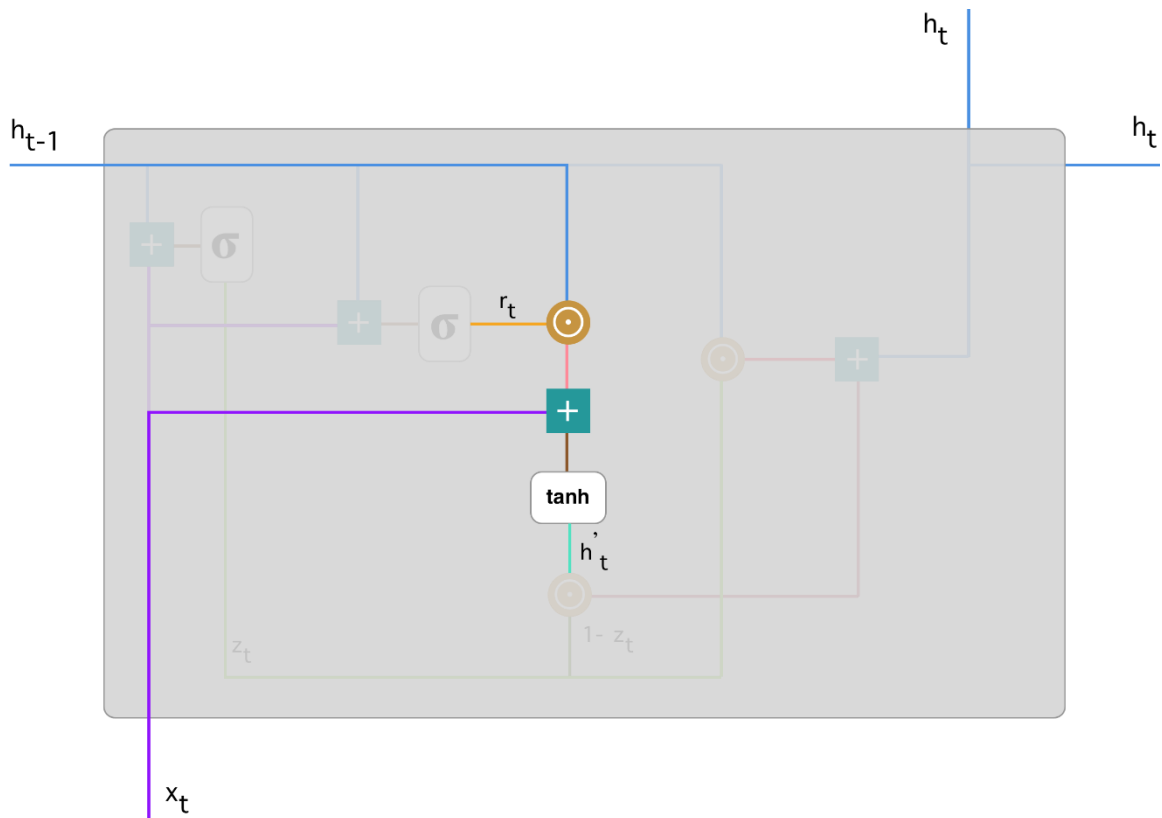 h_t
h_{t-1}
h_t
σ
r_t
σ
+
+
+
+
tanh
h'_t
1- z_t
z_t
x_t